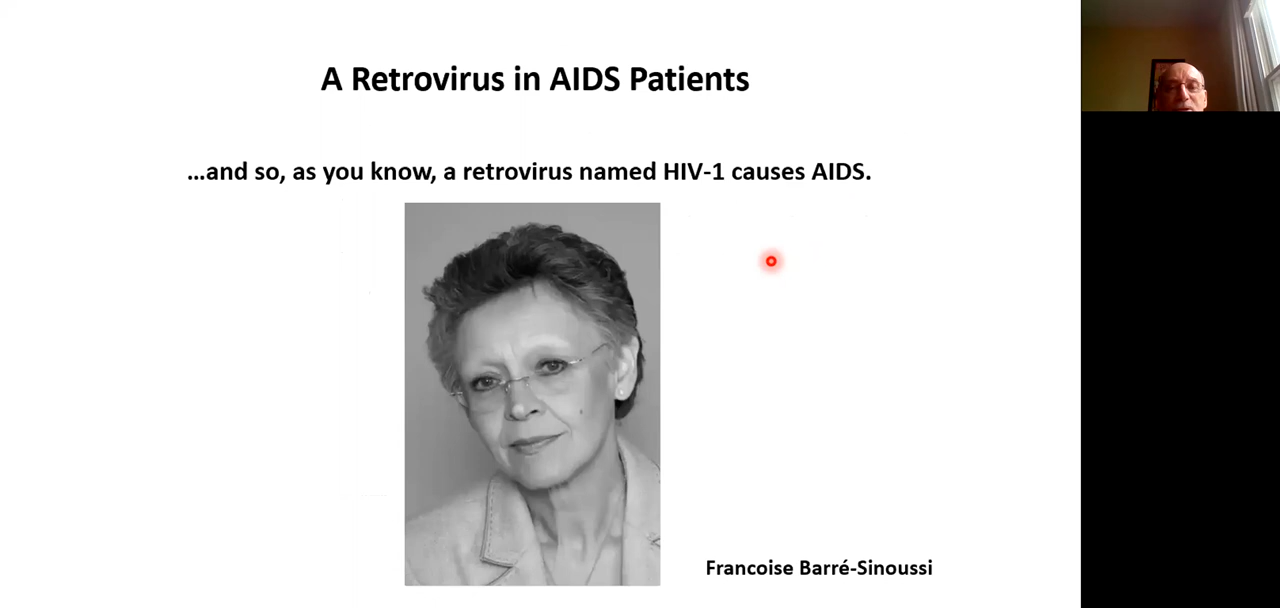 A Retrovirus in AIDS Patients
...and so, as you know, a retrovirus named HIV-1 causes AIDS.
Francoise Barré-Sinoussi